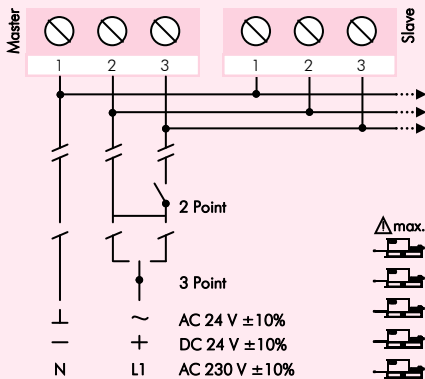 Master
Slave
1 2 3
1 2 3
2 Point
max.
3 Point
⊥ ~ AC 24 V ±10%
− + DC 24 V ±10%
N L1 AC 230 V ±10%